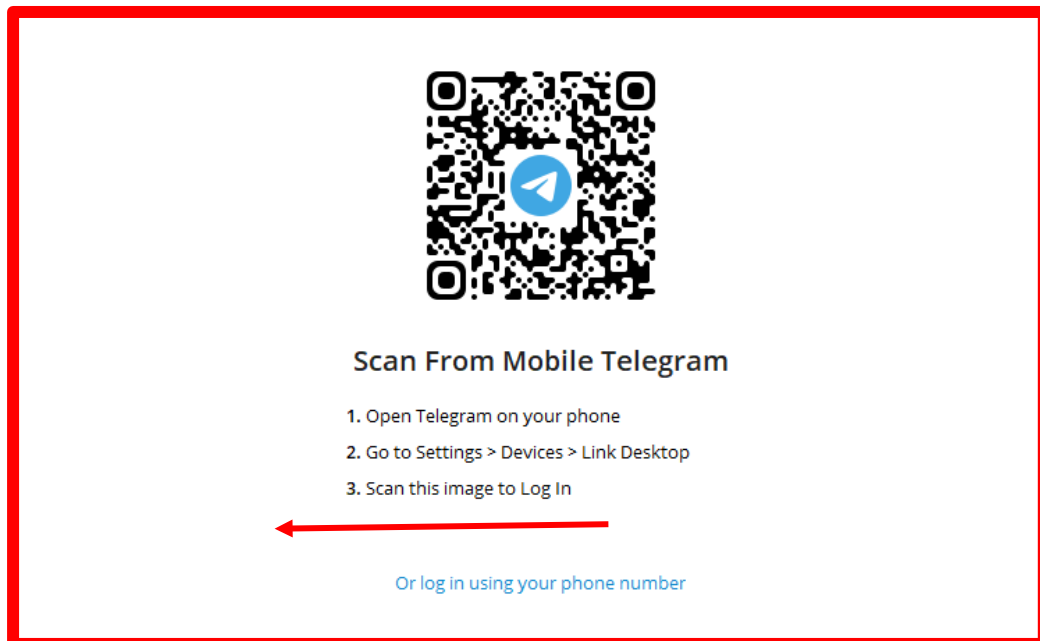 Scan From Mobile Telegram
1. Open Telegram on your phone
2. Go to Settings > Devices > Link Desktop
3. Scan this image to Log In
Or log in using your phone number